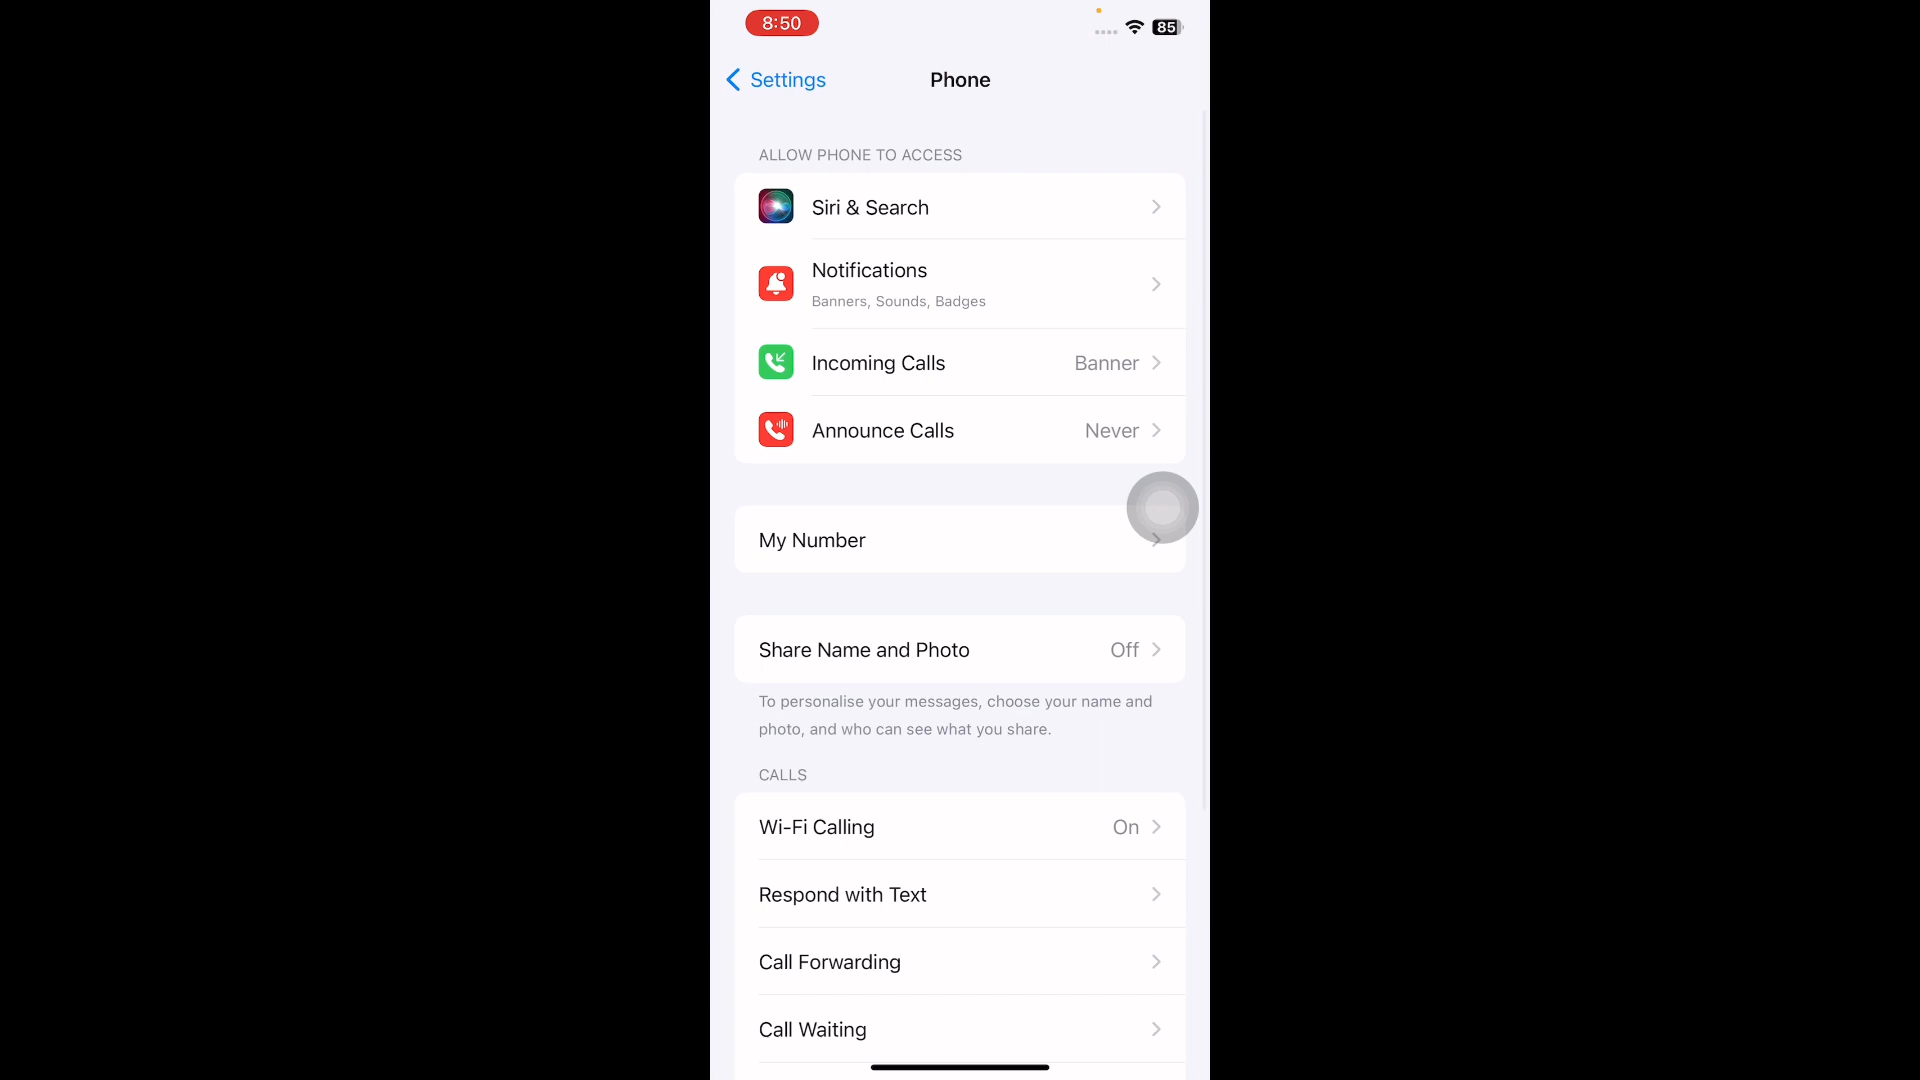 8:50
85
Settings
Phone
ALLOW PHONE TO ACCESS
Siri & Search
Notifications
Banners, Sounds, Badges
Incoming Calls Banner
Announce Calls Never
My Number
Share Name and Photo Off
To personalise your messages, choose your name and
photo, and who can see what you share.
CALLS
Wi-Fi Calling On
Respond with Text
Call Forwarding
Call Waiting